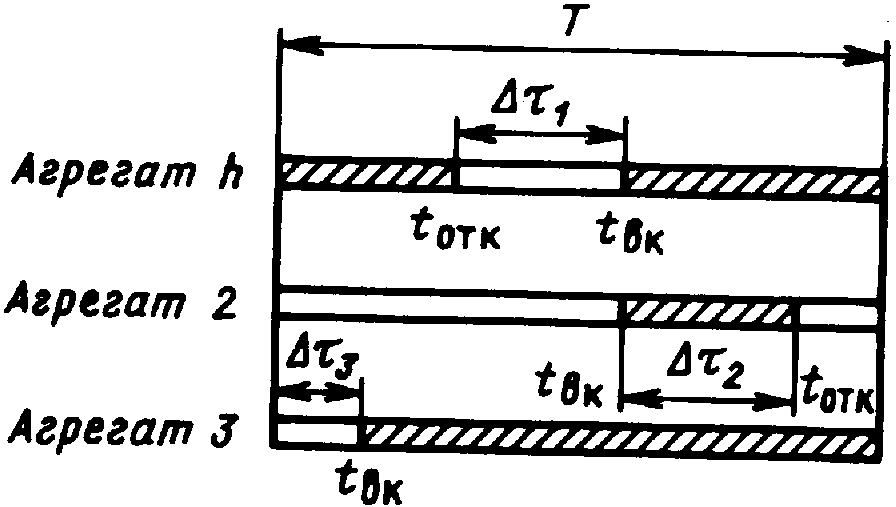 T
Δτ₁
Агрегат h
tотк tвк
Агрегат 2
Δτ₃ tвк Δτ₂ tотк
Агрегат 3
tвк